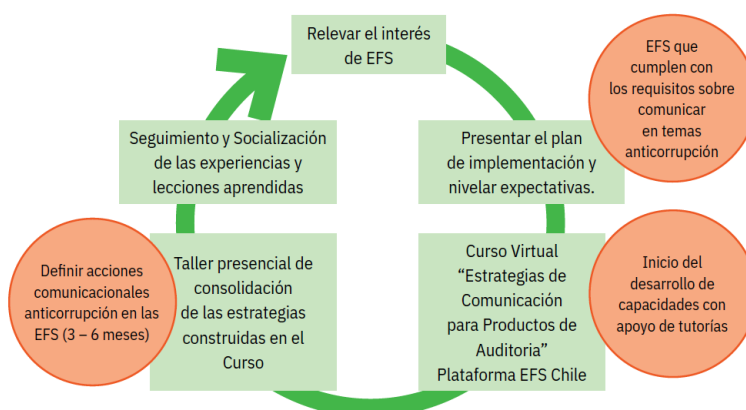 Relevar el interés
de EFS
EFS que
cumplen con
los requisitos sobre
comunicar
en temas
anticorrupción
Presentar el plan
de implementación y
nivelar expectativas.
Curso Virtual
“Estrategias de
Comunicación
para Productos de
Auditoria”
Plataforma EFS Chile
Inicio del
desarrollo de
capacidades con
apoyo de tutorías
Taller presencial de
consolidación
de las estrategias
construidas en el
Curso
Definir acciones
comunicacionales
anticorrupción en las
EFS (3 – 6 meses)
Seguimiento y Socialización
de las experiencias y
lecciones aprendidas